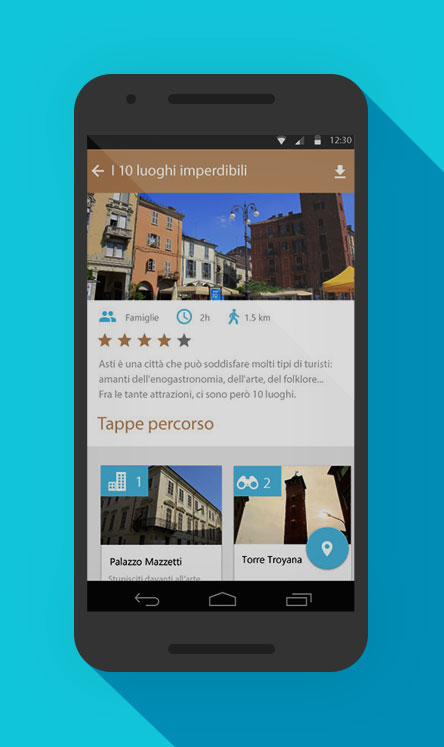 12:30
I 10 luoghi imperdibili
Famiglie 2h 1.5 km
Asti è una città che può soddisfare molti tipi di turisti:
amanti dell'enogastronomia, dell'arte, del folklore...
Fra le tante attrazioni, ci sono però 10 luoghi.
Tappe percorso
1
2
Palazzo Mazzetti
Torre Troyana
Stupisciti davanti all'arte